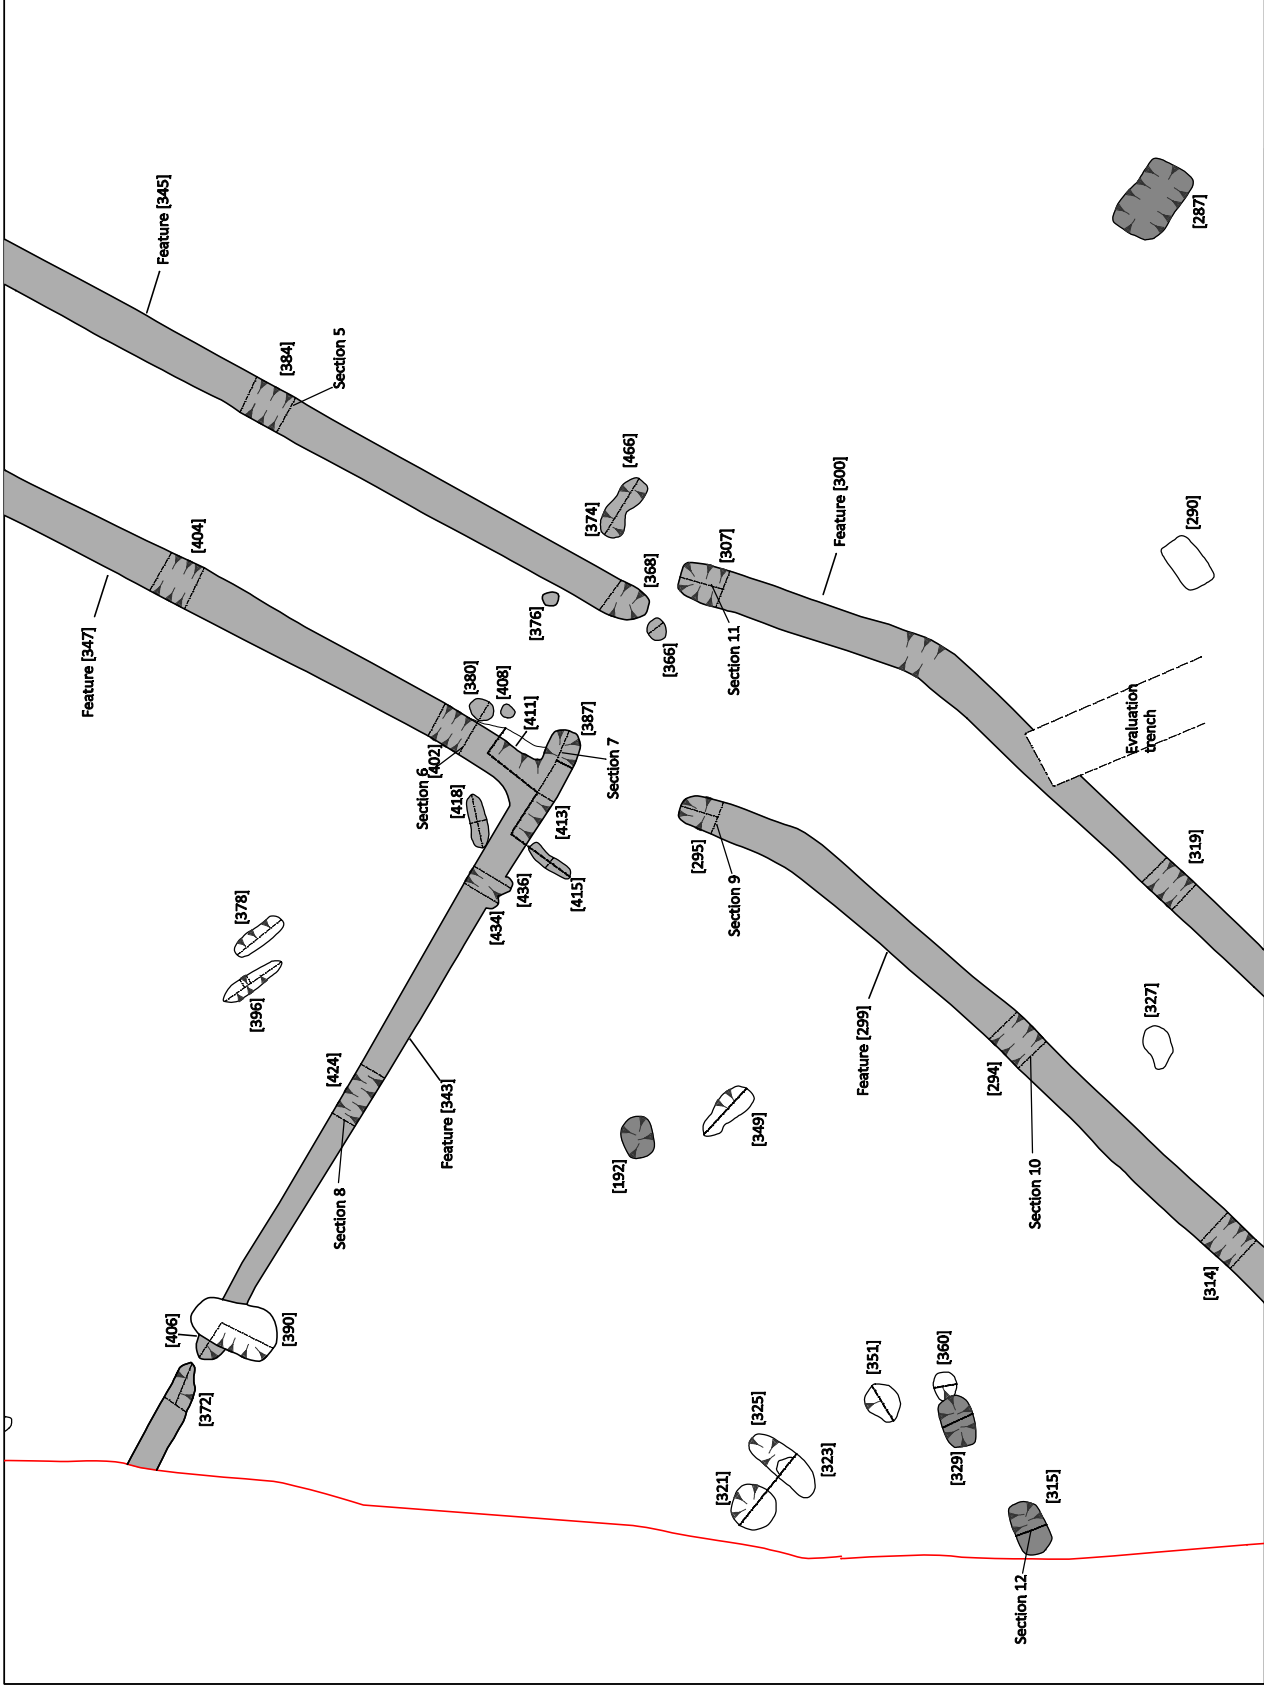 Feature [345]
[384]
Section 5
[287]
[404]
Feature [347]
[466]
[374]
[368]
[376]
[366]
[307]
Feature [300]
[290]
Section 11
[380]
[408]
[411]
[387]
[402]
Section 6
Section 7
[418]
[413]
[415]
[436]
[434]
Evaluation
trench
[295]
Section 9
[319]
[378]
[396]
[327]
Feature [299]
[294]
[424]
Feature [343]
Section 8
[192]
[349]
Section 10
[314]
[406]
[390]
[372]
[351]
[360]
[325]
[323]
[321]
[329]
[315]
Section 12